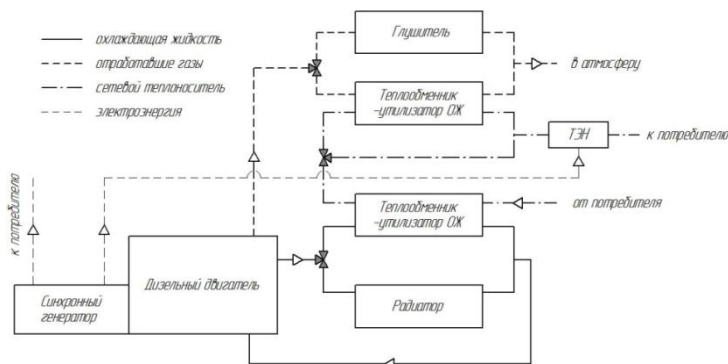 охлаждающая жидкость
отработавшие газы
сетевой теплоноситель
электроэнергия
Глушитель
в атмосферу
Теплообменник
-утилизатор ОЖ
ТЭН
к потребителю
к потребителю
Теплообменник
-утилизатор ОЖ
от потребителя
Дизельный двигатель
Синхронный
генератор
Радиатор